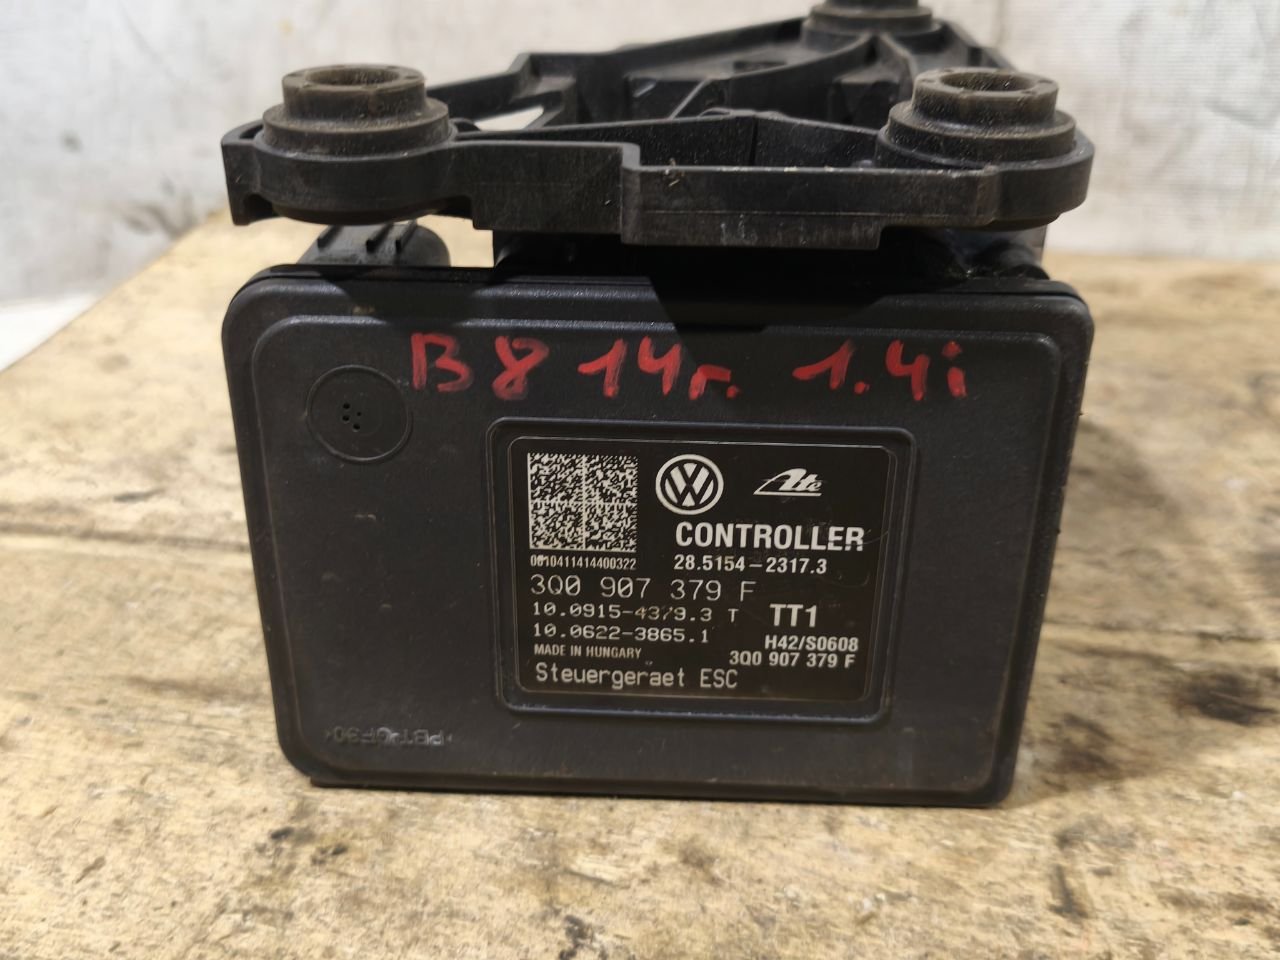 B8 14г. 1.4i
Ate
CONTROLLER
0010411414400322
28.5154-2317.3
3Q0 907 379 F
10.0915-4379.3 T
TT1
10.0622-3865.1
H42/S0608
MADE IN HUNGARY
3Q0 907 379 F
Steuergeraet ESC